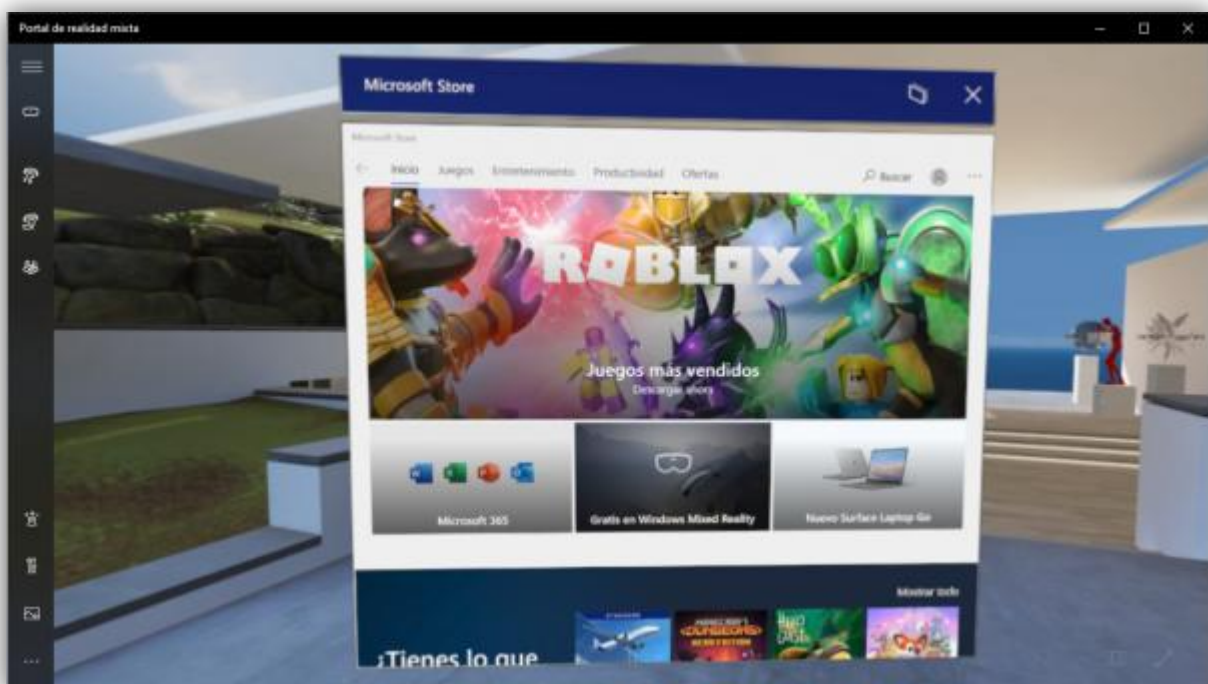 Portal de realidad mixta
Microsoft Store
Microsoft Store
Inicio Juegos Entretenimiento Productividad Ofertas Buscar
ROBLOX
Juegos más vendidos
Descargar ahora
Microsoft 365
Gratis en Windows Mixed Reality
Nuevo Surface Laptop Go
Mostrar todo
¿Tienes lo que
DUNGEONS